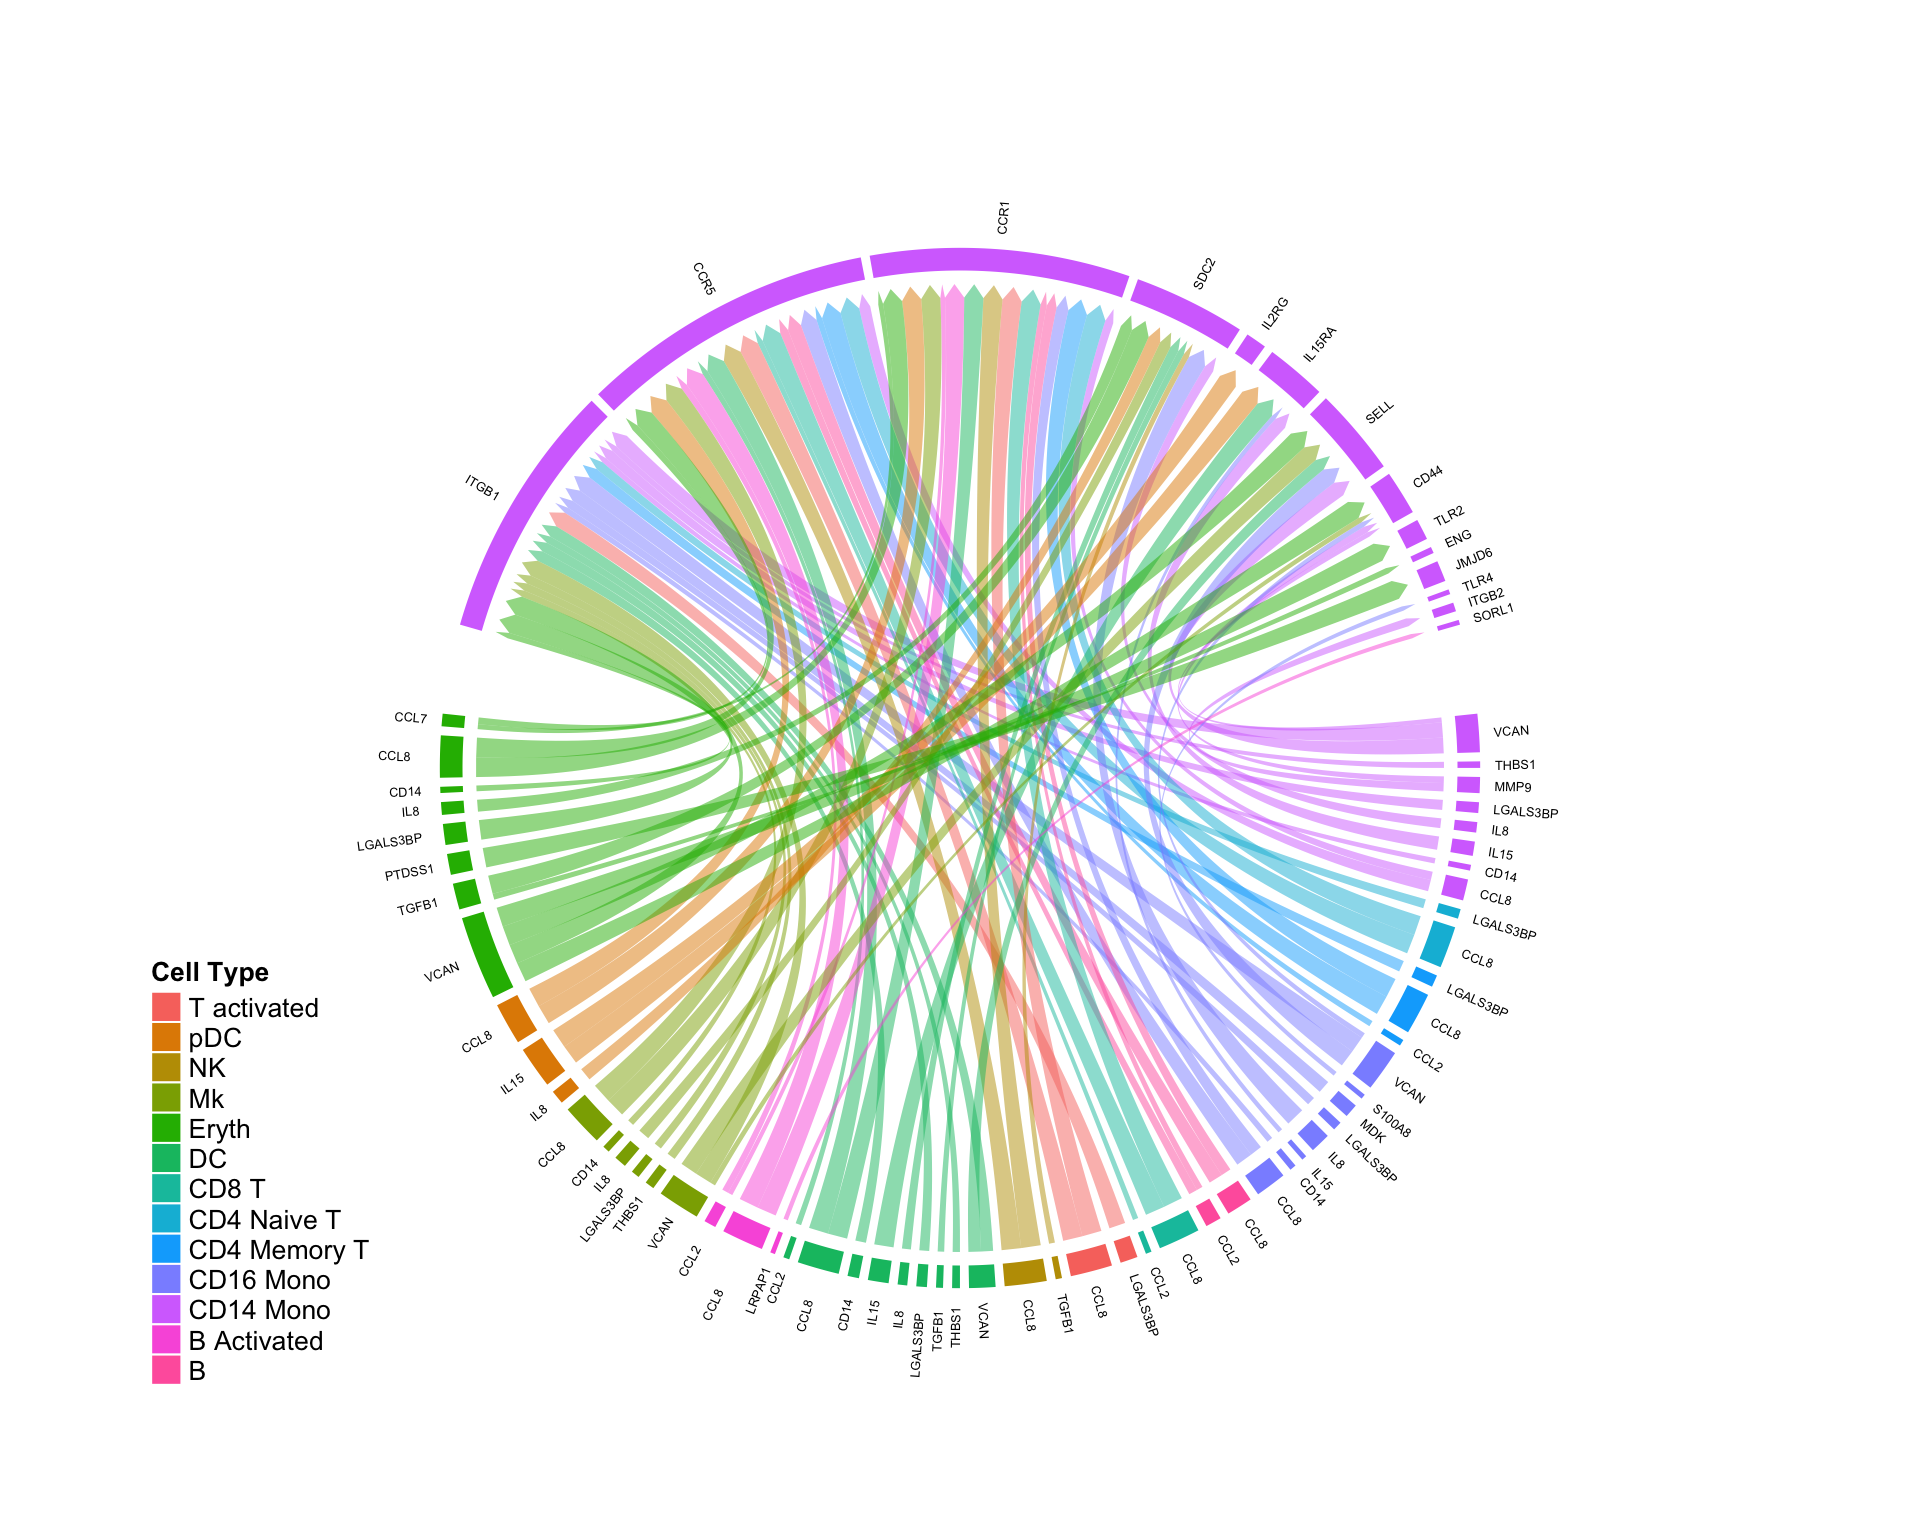 CCR1
SDC2
IL2RG
IL15RA
SELL
CD44
TLR2
ENG
JMJD6
TLR4
ITGB2
SORL1
CCR5
ITGB1
VCAN
THBS1
MMP9
LGALS3BP
IL8
IL15
CD14
CCL8
LGALS3BP
CCL8
LGALS3BP
CCL8
CCL2
VCAN
S100A8
MDK
LGALS3BP
IL8
IL15
CD14
CCL8
CCL8
CCL2
CCL8
CCL2
LGALS3BP
CCL8
TGFB1
CCL8
VCAN
THBS1
TGFB1
LGALS3BP
IL8
IL15
CD14
CCL8
CCL2
LRPAP1
CCL8
CCL2
VCAN
THBS1
LGALS3BP
IL8
CD14
CCL8
IL8
IL15
CCL8
VCAN
TGFB1
PTDSS1
LGALS3BP
IL8
CD14
CCL8
CCL7
Cell Type
T activated
pDC
NK
Mk
Eryth
DC
CD8 T
CD4 Naive T
CD4 Memory T
CD16 Mono
CD14 Mono
B Activated
B